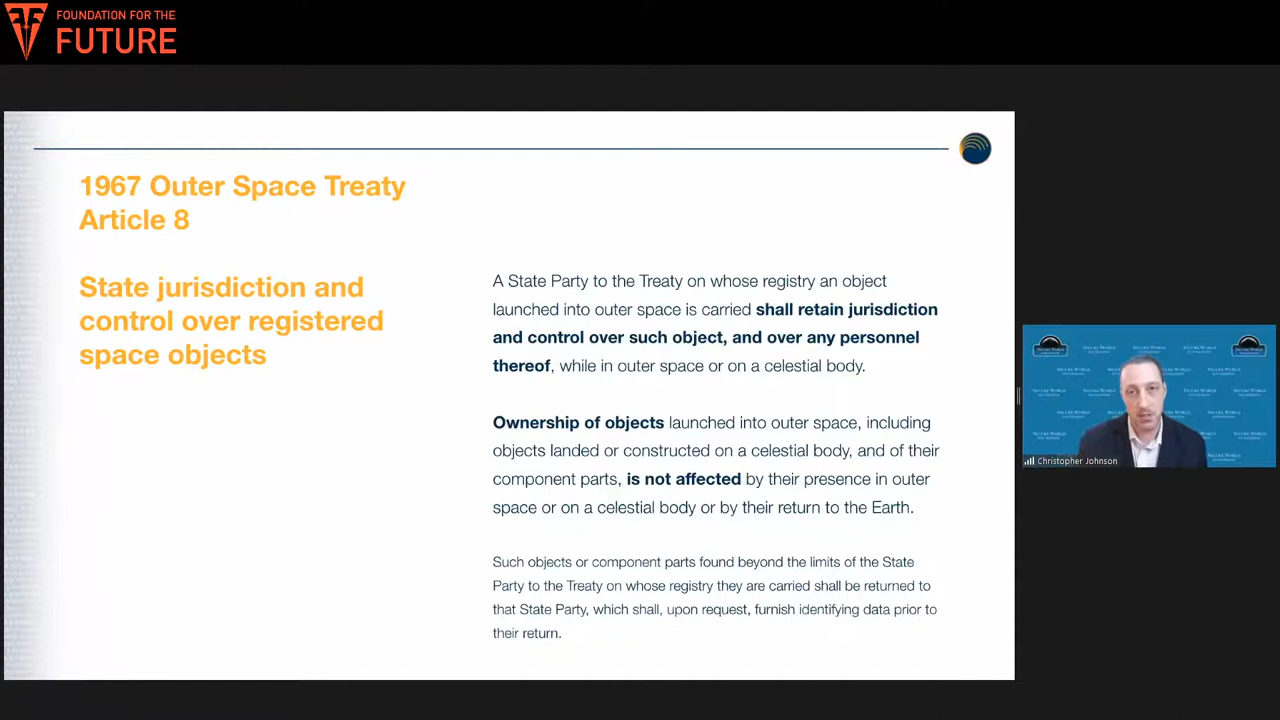 FOUNDATION FOR THE
FUTURE
1967 Outer Space Treaty
Article 8
State jurisdiction and
control over registered
space objects
A State Party to the Treaty on whose registry an object
launched into outer space is carried shall retain jurisdiction
and control over such object, and over any personnel
thereof, while in outer space or on a celestial body.
Ownership of objects launched into outer space, including
objects landed or constructed on a celestial body, and of their
component parts, is not affected by their presence in outer
space or on a celestial body or by their return to the Earth.
Such objects or component parts found beyond the limits of the State
Party to the Treaty on whose registry they are carried shall be returned to
that State Party, which shall, upon request, furnish identifying data prior to
their return.
Christopher Johnson